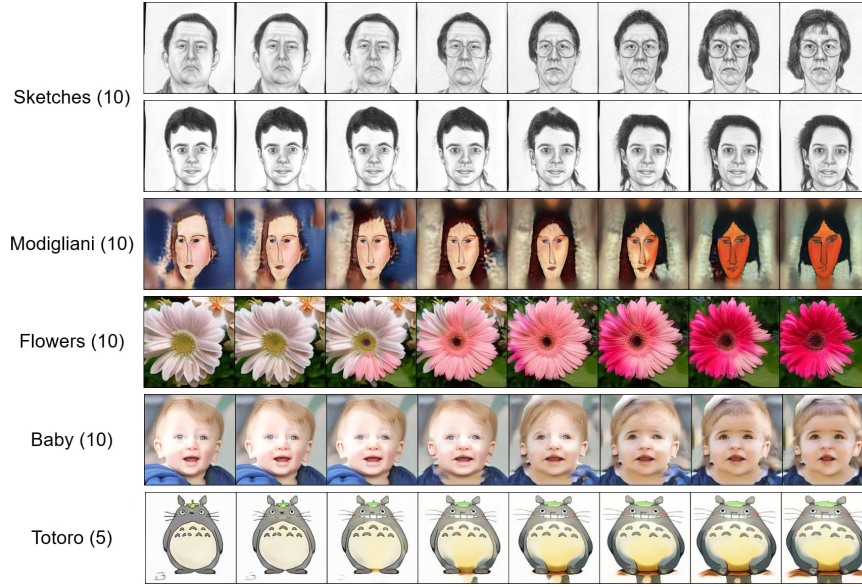 Sketches (10)
Modigliani (10)
Flowers (10)
Baby (10)
Totoro (5)